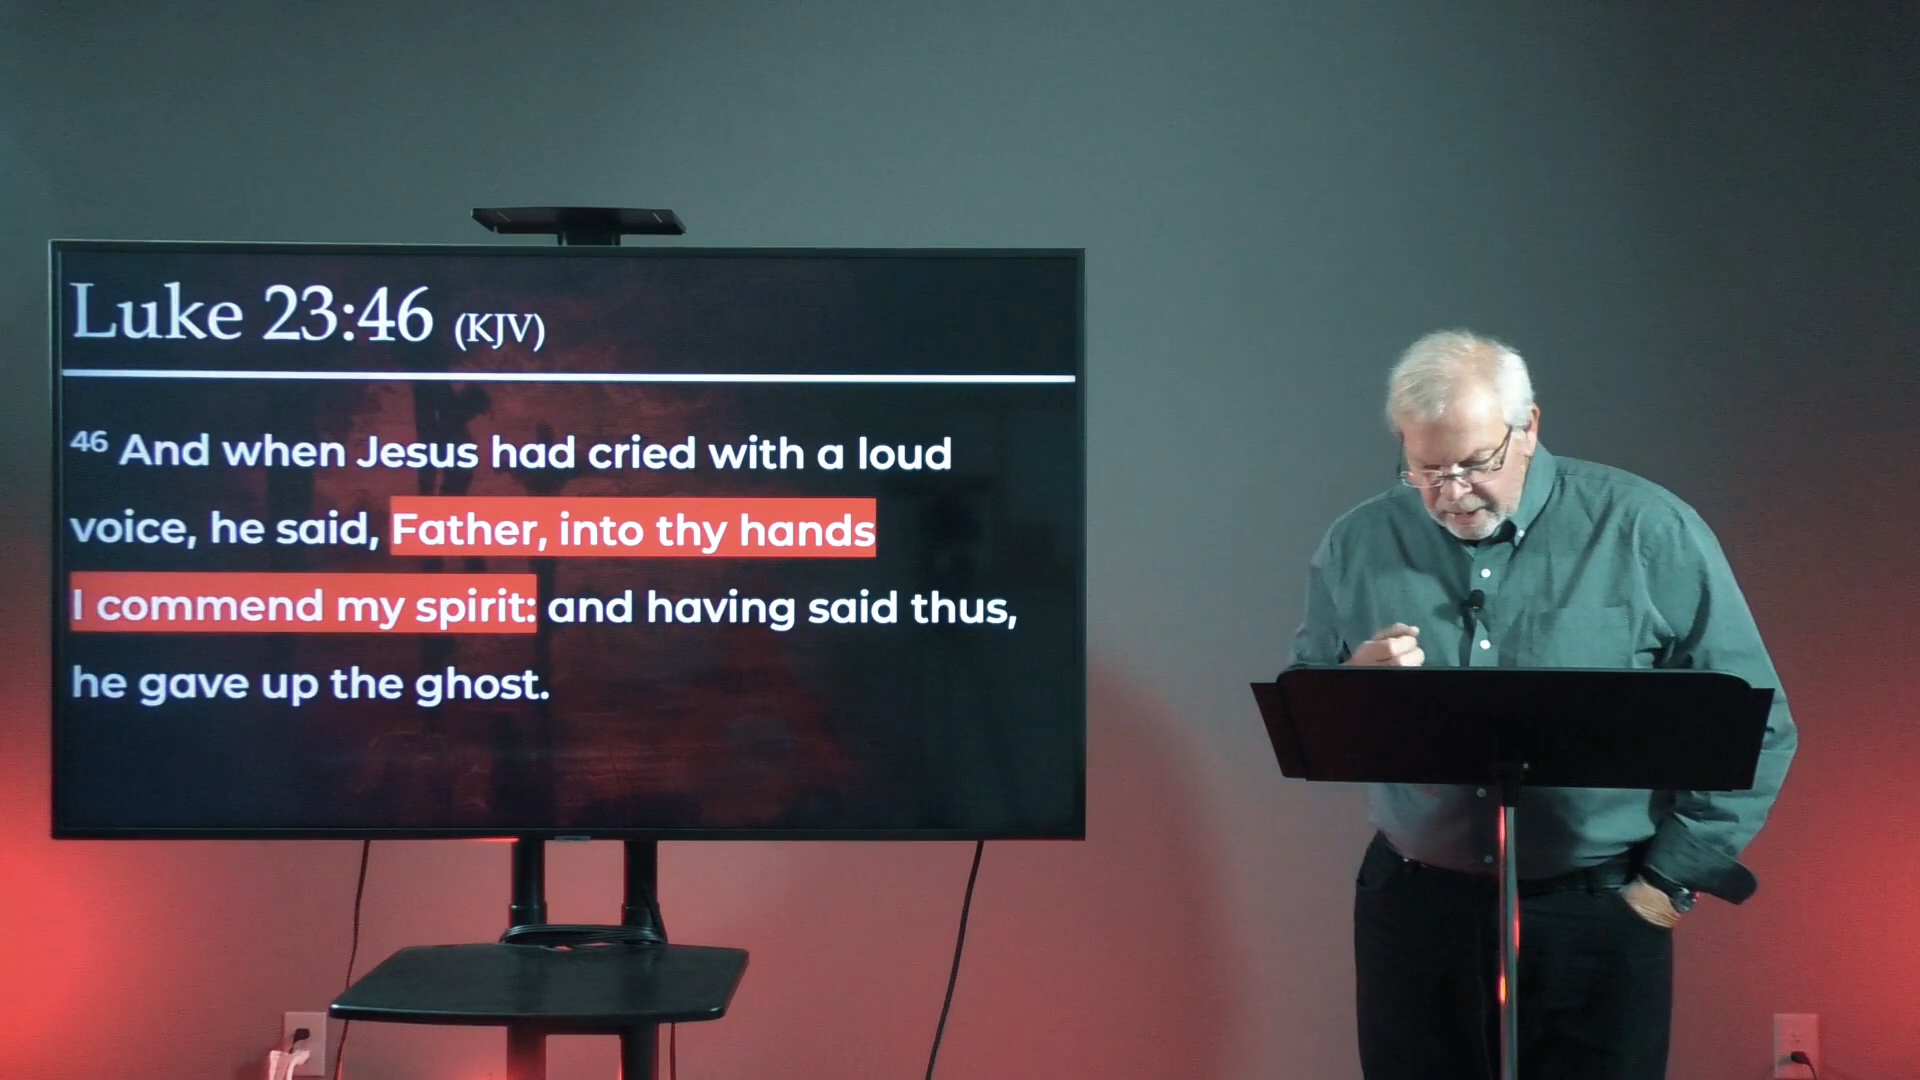 Luke 23:46 (KJV)
46 And when Jesus had cried with a loud
voice, he said, Father, into thy hands
I commend my spirit: and having said thus,
he gave up the ghost.